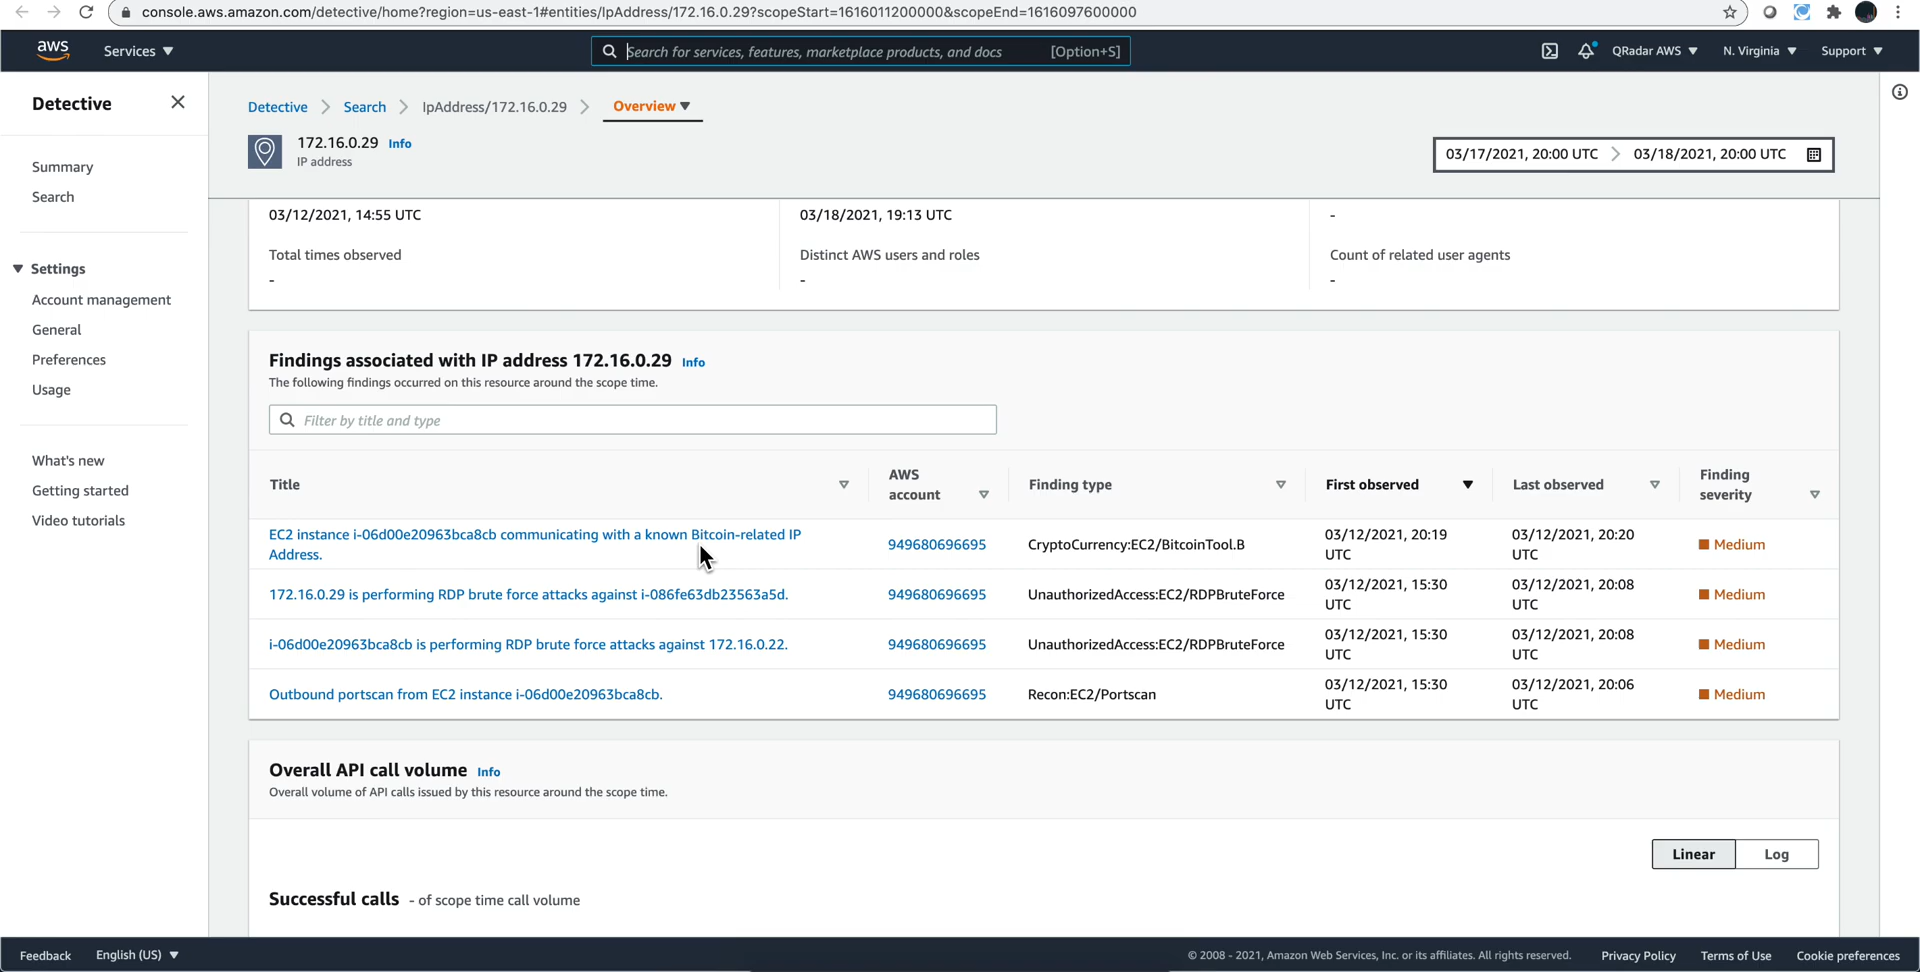 console.aws.amazon.com/detective/home?region=us-east-1#entities/IpAddress/172.16.0.29?scopeStart=1616011200000&scopeEnd=1616097600000
aws
Services
Search for services, features, marketplace products, and docs [Option+S]
QRadar AWS
N. Virginia
Support
Detective
Summary
Search
Settings
Account management
General
Preferences
Usage
What's new
Getting started
Video tutorials
Detective Search IpAddress/172.16.0.29 Overview
172.16.0.29 Info
IP address
03/17/2021, 20:00 UTC 03/18/2021, 20:00 UTC
03/12/2021, 14:55 UTC
03/18/2021, 19:13 UTC
-
Total times observed
Distinct AWS users and roles
Count of related user agents
-
-
-
Findings associated with IP address 172.16.0.29 Info
The following findings occurred on this resource around the scope time.
Filter by title and type
Title
AWS
account
Finding type
First observed
Last observed
Finding
severity
EC2 instance i-06d00e20963bca8cb communicating with a known Bitcoin-related IP
Address.
949680696695
CryptoCurrency:EC2/BitcoinTool.B
03/12/2021, 20:19
UTC
03/12/2021, 20:20
UTC
Medium
172.16.0.29 is performing RDP brute force attacks against i-086fe63db23563a5d.
949680696695
UnauthorizedAccess:EC2/RDPBruteForce
03/12/2021, 15:30
UTC
03/12/2021, 20:08
UTC
Medium
i-06d00e20963bca8cb is performing RDP brute force attacks against 172.16.0.22.
949680696695
UnauthorizedAccess:EC2/RDPBruteForce
03/12/2021, 15:30
UTC
03/12/2021, 20:08
UTC
Medium
Outbound portscan from EC2 instance i-06d00e20963bca8cb.
949680696695
Recon:EC2/Portscan
03/12/2021, 15:30
UTC
03/12/2021, 20:06
UTC
Medium
Overall API call volume Info
Overall volume of API calls issued by this resource around the scope time.
Linear
Log
Successful calls - of scope time call volume
Feedback
English (US)
© 2008 - 2021, Amazon Web Services, Inc. or its affiliates. All rights reserved.
Privacy Policy
Terms of Use
Cookie preferences